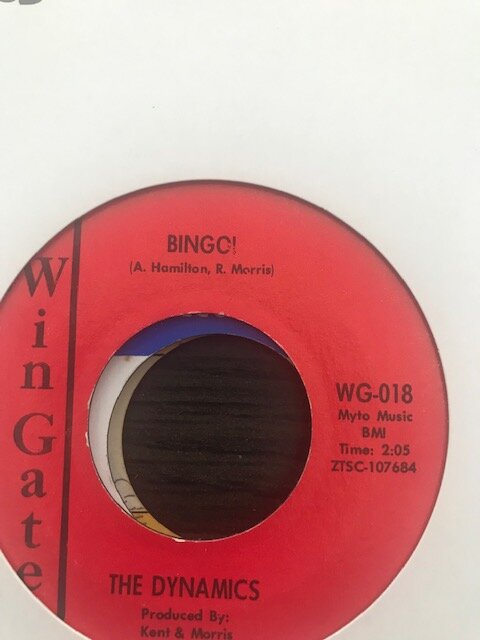 BINGO!
(A. Hamilton, R. Morris)
WinGate
WG-018
Myto Music
BMI
Time: 2:05
ZTSC-107684
THE DYNAMICS
Produced By:
Kent & Morris